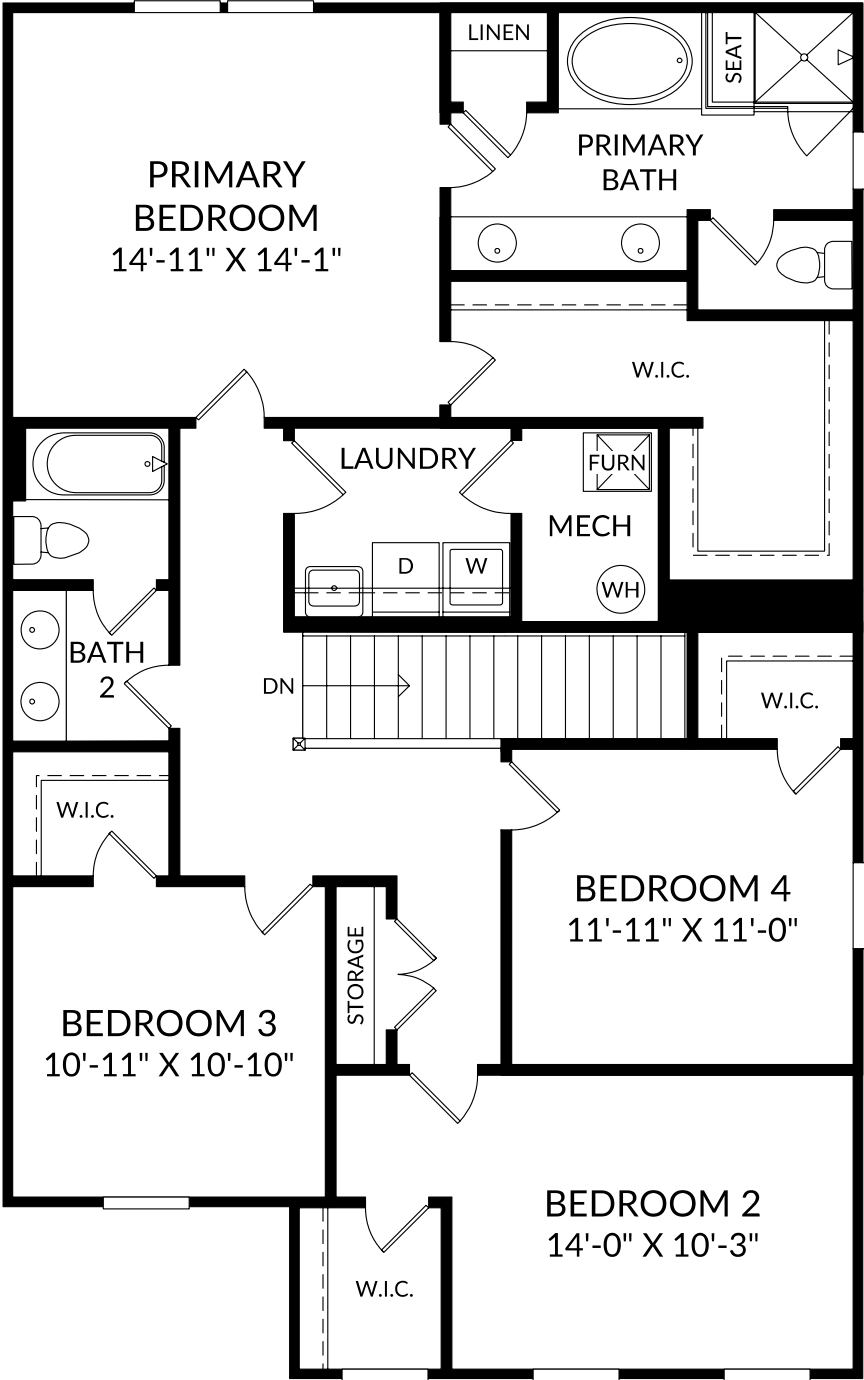 LINEN
SEAT
PRIMARY
BATH
PRIMARY
BEDROOM
14'-11" X 14'-1"
W.I.C.
LAUNDRY
FURN
MECH
D
W
WH
BATH
2
DN
W.I.C.
W.I.C.
BEDROOM 4
11'-11" X 11'-0"
STORAGE
BEDROOM 3
10'-11" X 10'-10"
BEDROOM 2
14'-0" X 10'-3"
W.I.C.